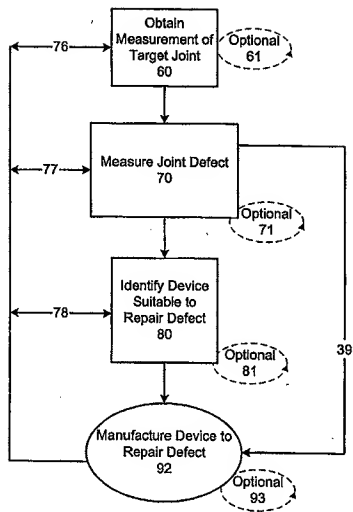 Obtain
Measurement of
Target Joint
60
Optional
61
76
Measure Joint Defect
70
77
Optional
71
Identify Device
Suitable to
Repair Defect
80
78
Optional
81
39
Manufacture Device to
Repair Defect
92
Optional
93